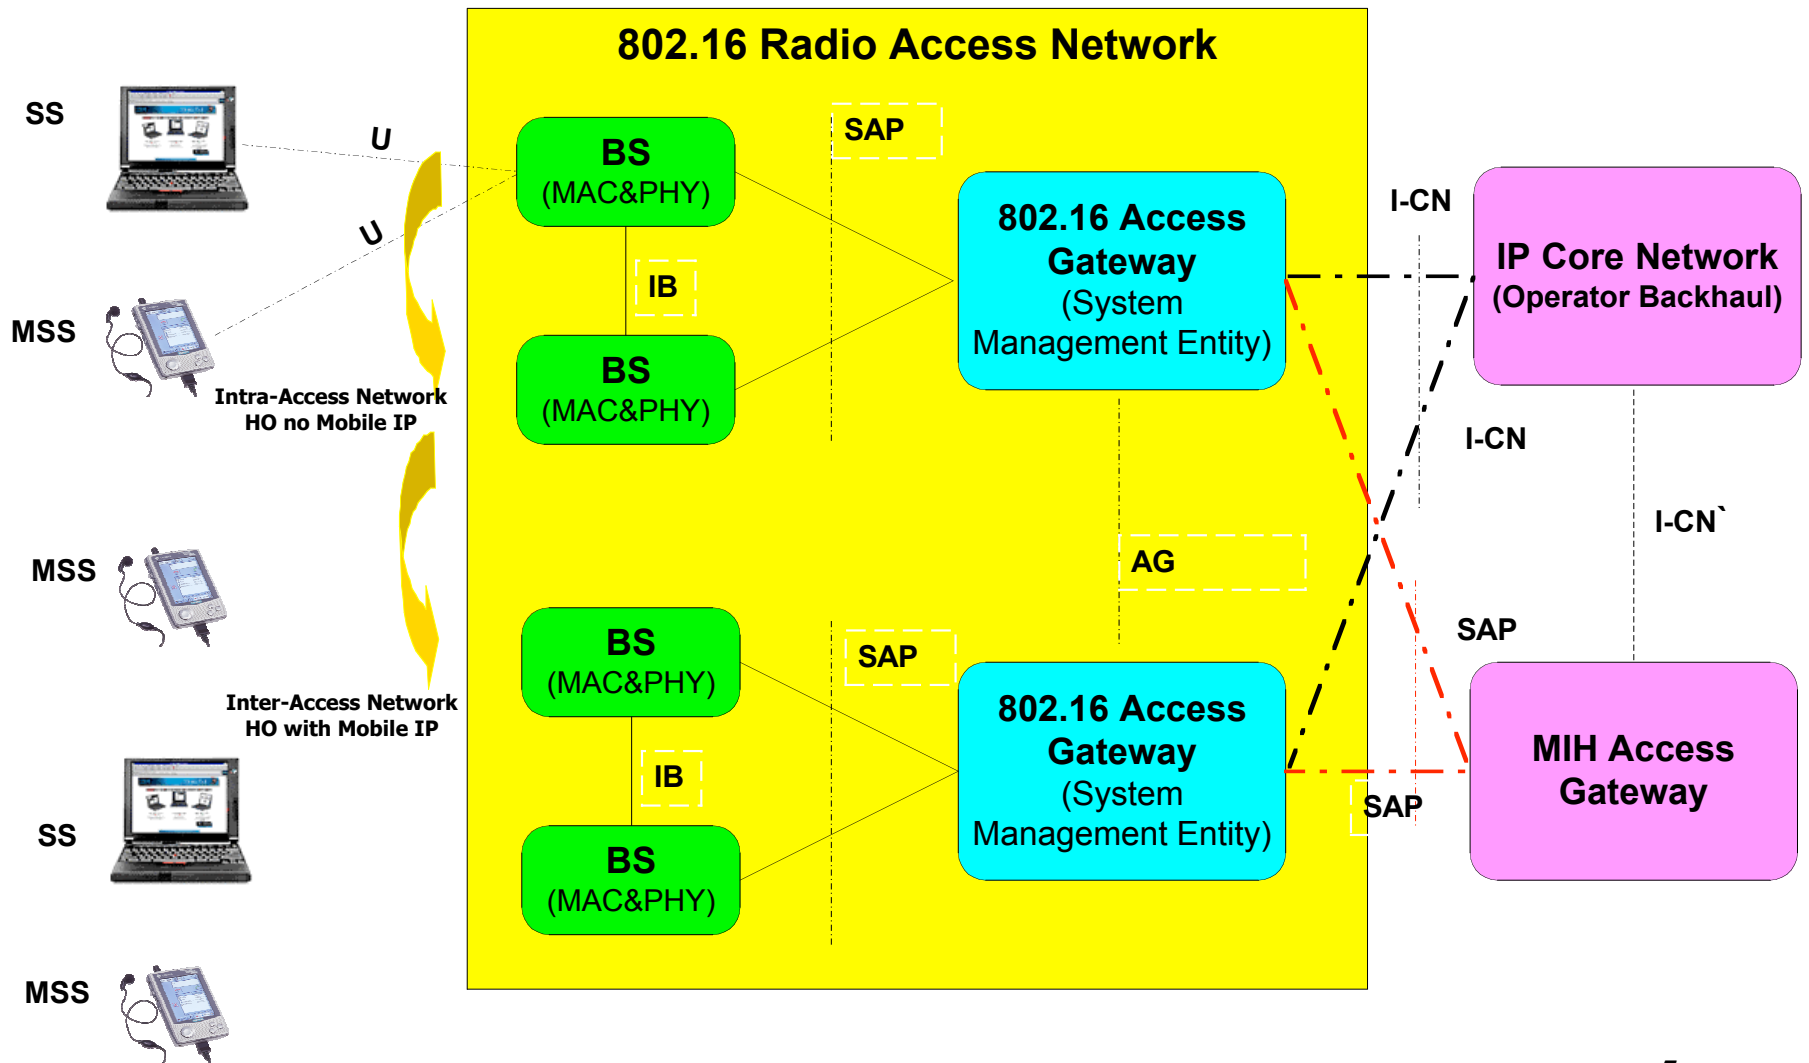 802.16 Radio Access Network
SS
U
BS
(MAC&PHY)
SAP
802.16 Access
Gateway
(System
Management Entity)
I-CN
IP Core Network
(Operator Backhaul)
U
IB
MSS
BS
(MAC&PHY)
Intra-Access Network
HO no Mobile IP
I-CN
I-CN`
AG
MSS
BS
(MAC&PHY)
SAP
SAP
802.16 Access
Gateway
(System
Management Entity)
Inter-Access Network
HO with Mobile IP
MIH Access
Gateway
IB
SAP
SS
BS
(MAC&PHY)
MSS